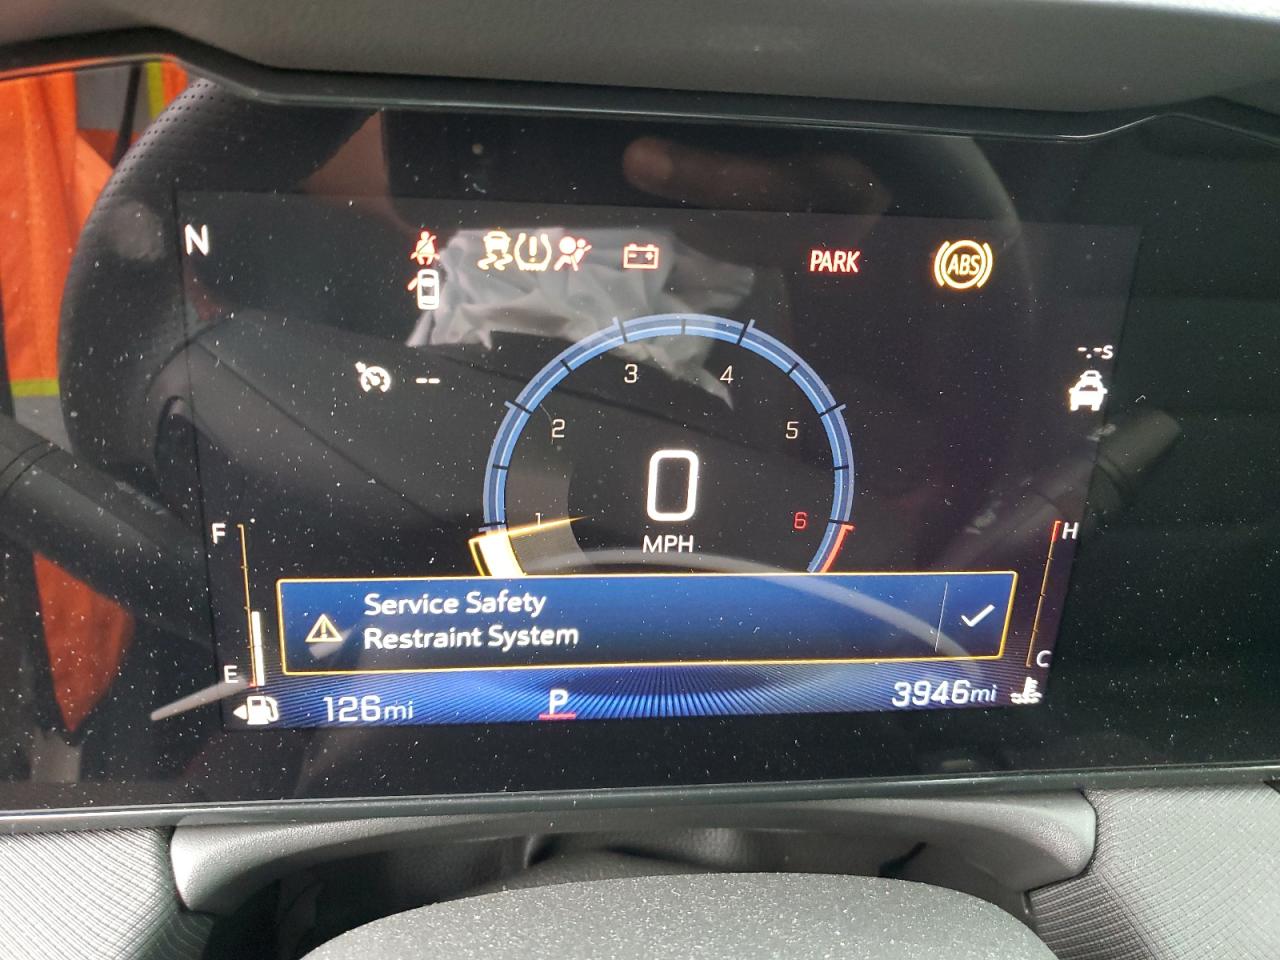 N
PARK
ABS
-.-s
--
3
4
2
5
1
0
6
MPH
F
H
Service Safety
Restraint System
E
C
126mi
P
3946mi